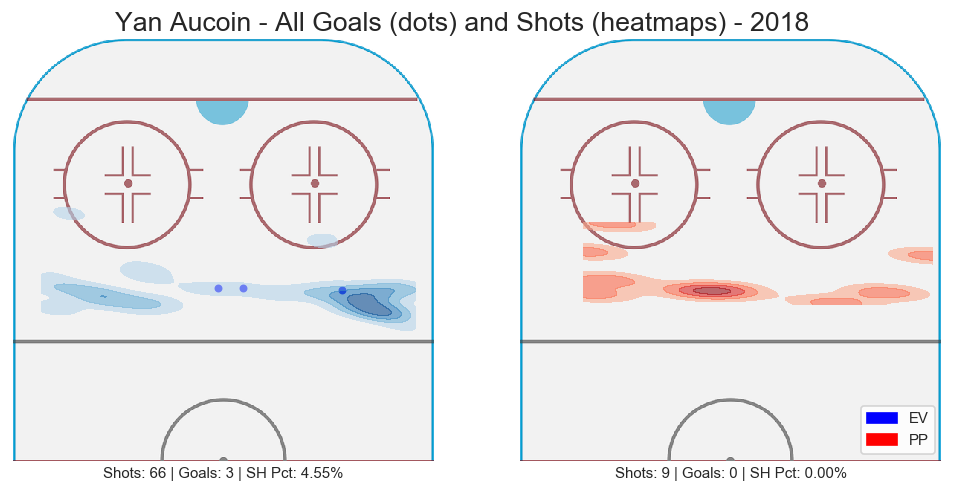 Yan Aucoin - All Goals (dots) and Shots (heatmaps) - 2018
EV
PP
Shots: 66 | Goals: 3 | SH Pct: 4.55%
Shots: 9 | Goals: 0 | SH Pct: 0.00%